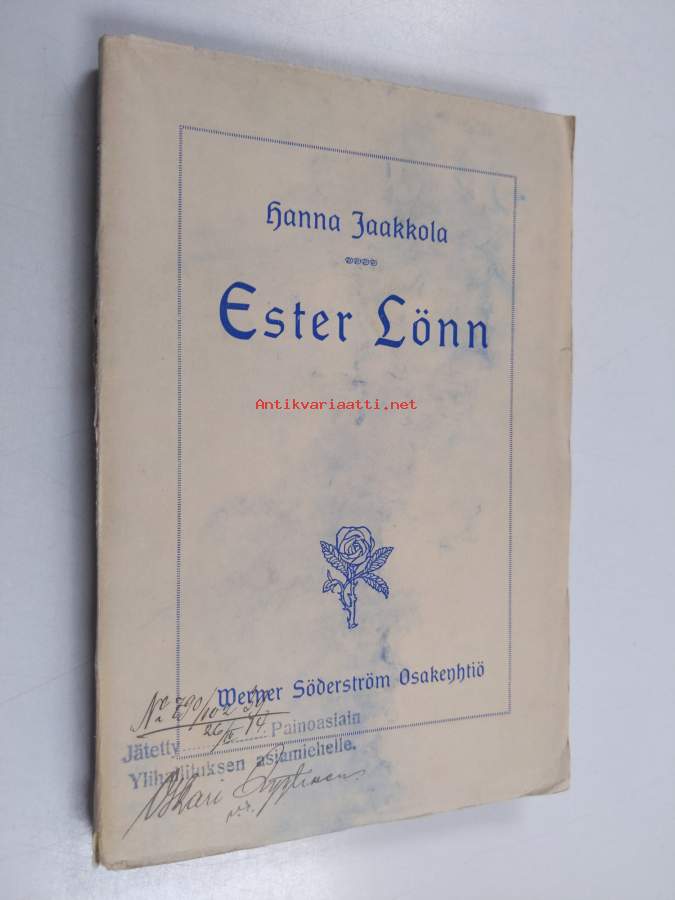 Hanna Jaakkola
Ester Lönn
Antikvariaatti.net
Werner Söderström Osakeyhtiö
Jätetty Painoasiain
Ylihallituksen asiamiehelle.